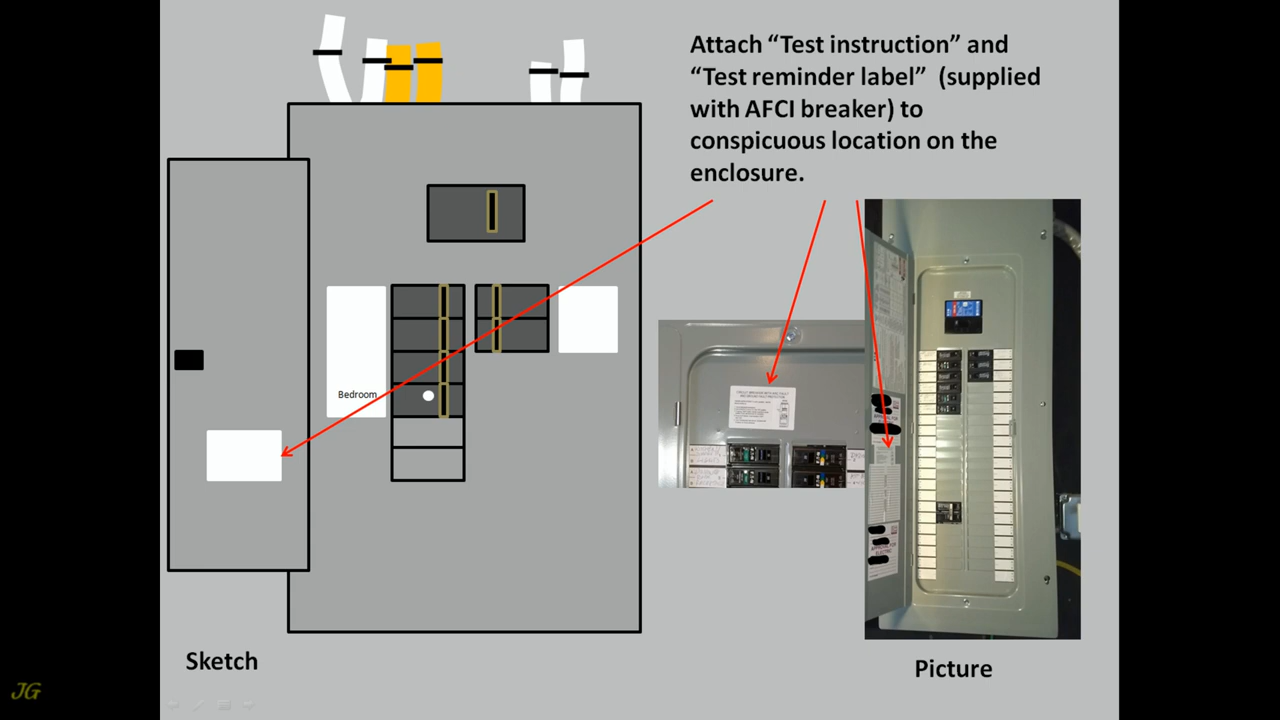 Attach “Test instruction” and
“Test reminder label” (supplied
with AFCI breaker) to
conspicuous location on the
enclosure.
Bedroom
Sketch
Picture
JG